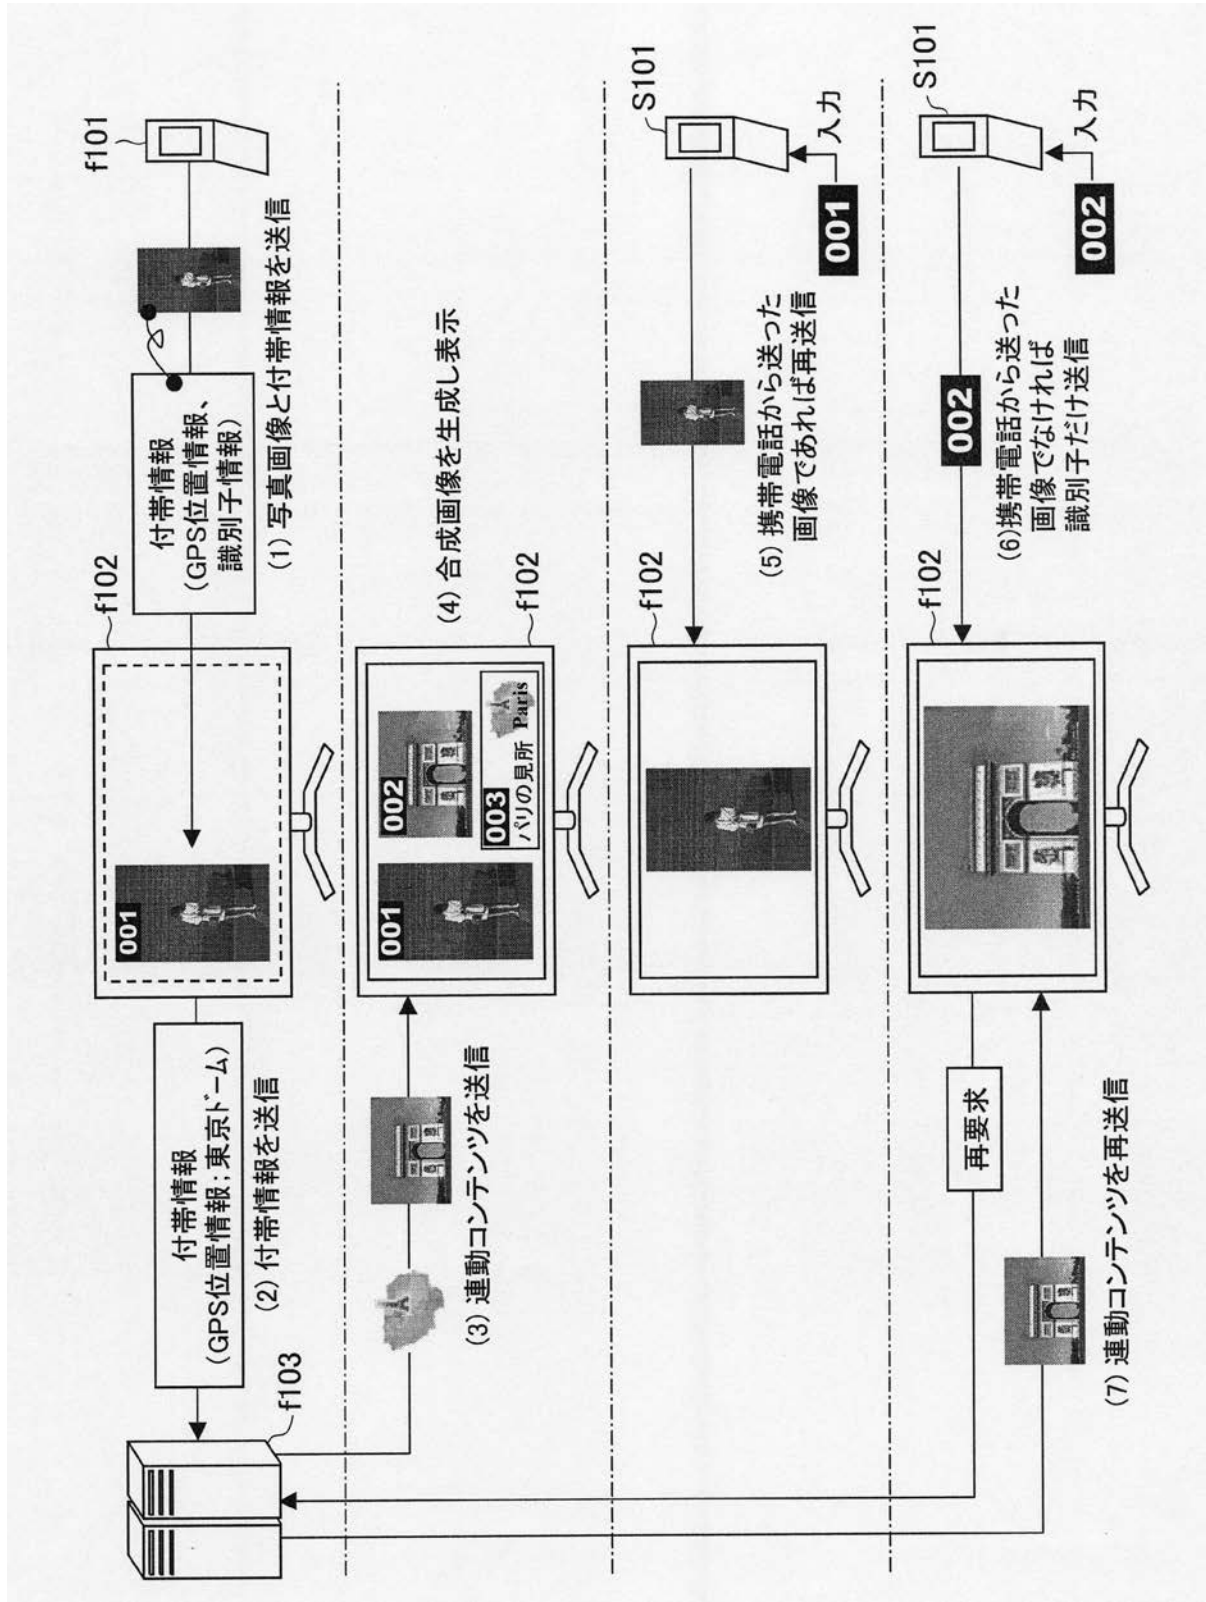 f101
(1) 写真画像と付帯情報を送信
付帯情報
(GPS位置情報、
識別子情報)
f102
001
付帯情報
(GPS位置情報；東京ドーム)
(2) 付帯情報を送信
f103
(3) 連動コンテンツを送信
(4) 合成画像を生成し表示
f102
001
002
003
パリの見所
Paris
S101
入力
001
(5) 携帯電話から送った
画像であれば再送信
f102
S101
入力
002
002
(6)携帯電話から送った
画像でなければ
識別子だけ送信
f102
再要求
(7) 連動コンテンツを再送信